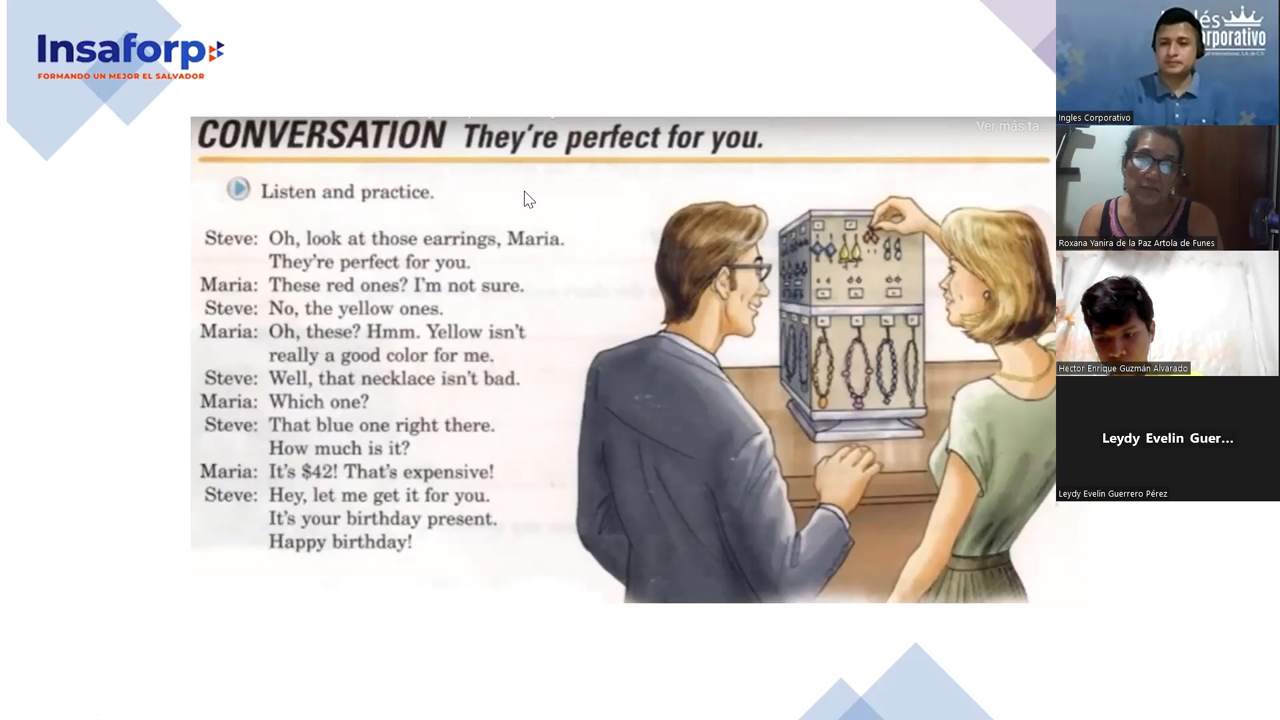 Insaforp
FORMANDO UN MEJOR EL SALVADOR
CONVERSATION They're perfect for you.
Ver más ta
Listen and practice.
Steve: Oh, look at those earrings, Maria.
They're perfect for you.
Maria: These red ones? I'm not sure.
Steve: No, the yellow ones.
Maria: Oh, these? Hmm. Yellow isn't
really a good color for me.
Steve: Well, that necklace isn't bad.
Maria: Which one?
Steve: That blue one right there.
How much is it?
Maria: It's $42! That's expensive!
Steve: Hey, let me get it for you.
It's your birthday present.
Happy birthday!
Ingles Corporativo
Roxana Yanira de la Paz Artola de Funes
Hector Enrique Guzmán Alvarado
Leydy Evelin Guer...
Leydy Evelin Guerrero Pérez